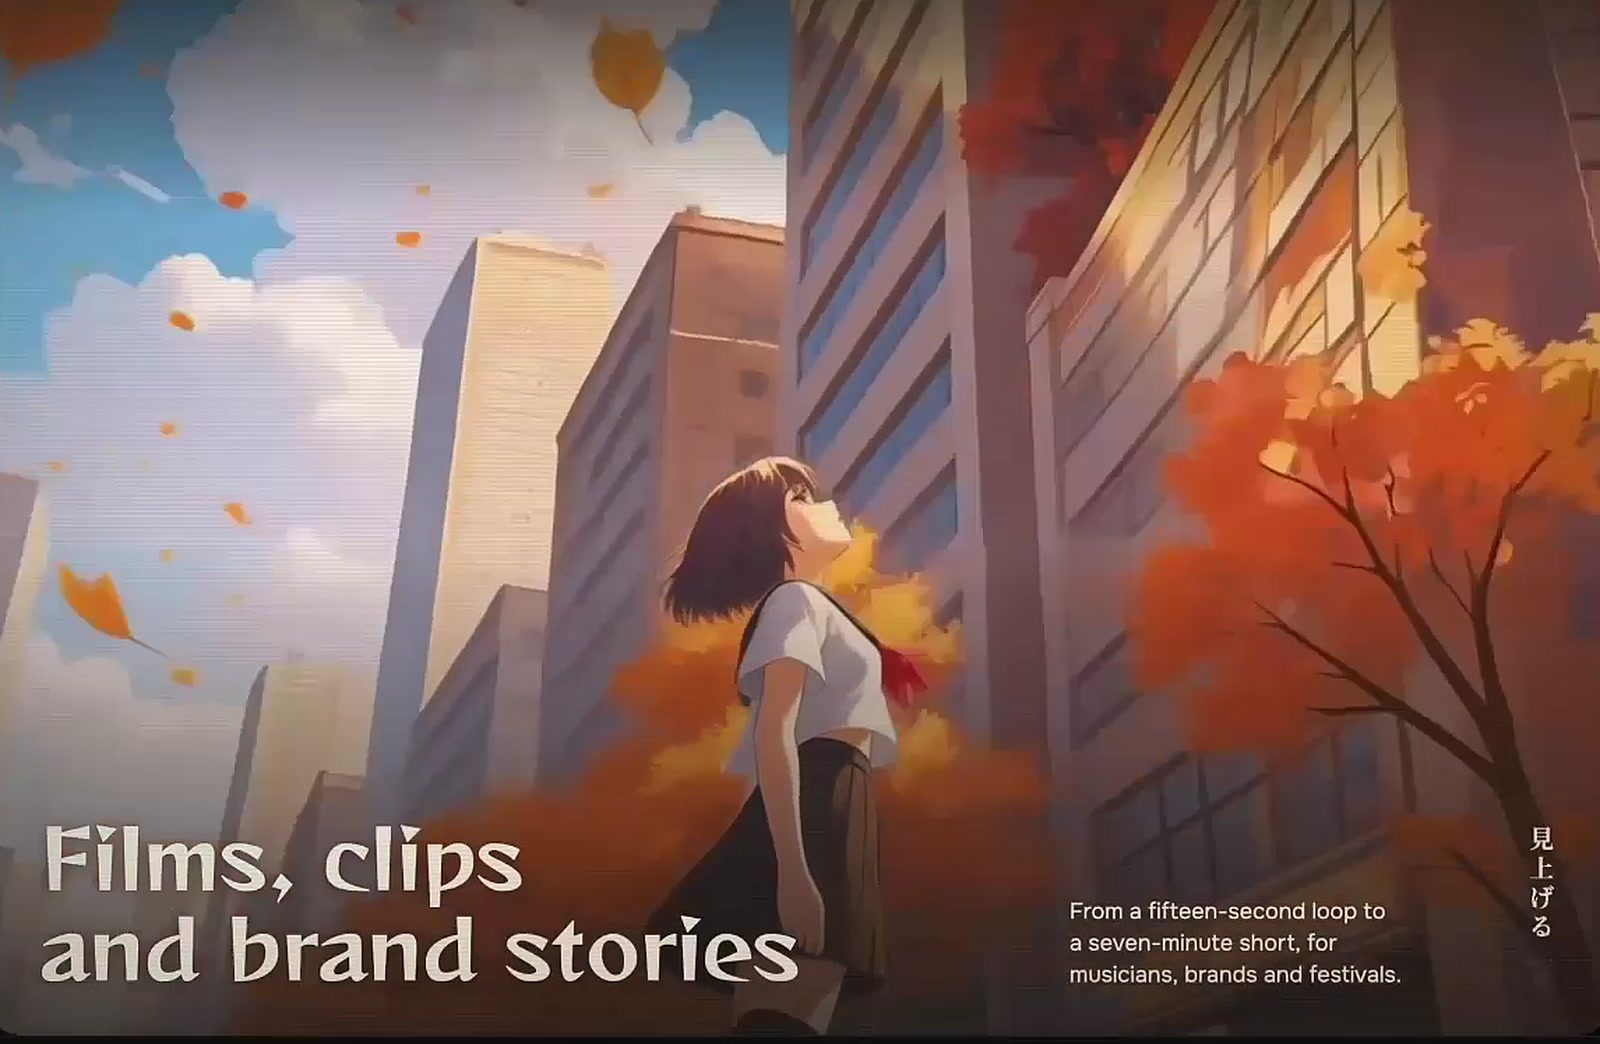 Films, clips
and brand stories
From a fifteen-second loop to
a seven-minute short, for
musicians, brands and festivals.
見上げる